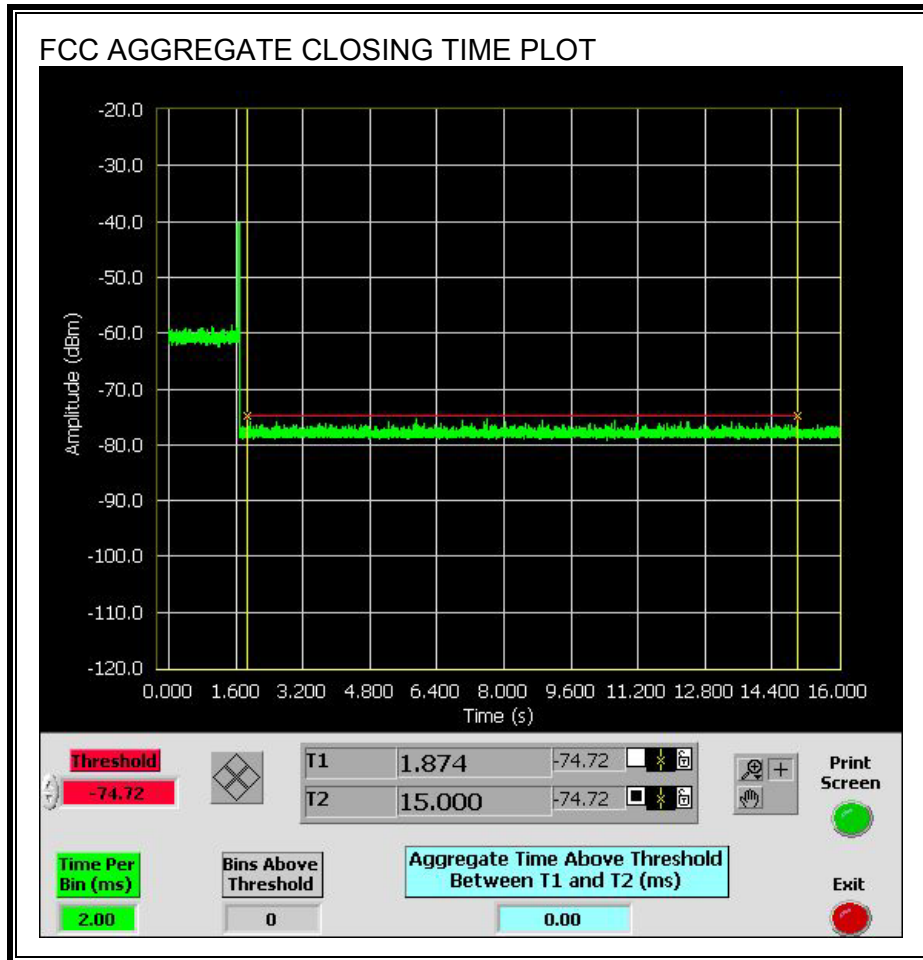 FCC AGGREGATE CLOSING TIME PLOT
-20.0
-30.0
-40.0
-50.0
-60.0
-70.0
-80.0
-90.0
-100.0
-110.0
-120.0
Amplitude (dBm)
0.000 1.600 3.200 4.800 6.400 8.000 9.600 11.200 12.800 14.400 16.000
Time (s)
Threshold
-74.72
T1 1.874 -74.72
T2 15.000 -74.72
Print
Screen
Time Per
Bin (ms)
2.00
Bins Above
Threshold
0
Aggregate Time Above Threshold
Between T1 and T2 (ms)
0.00
Exit